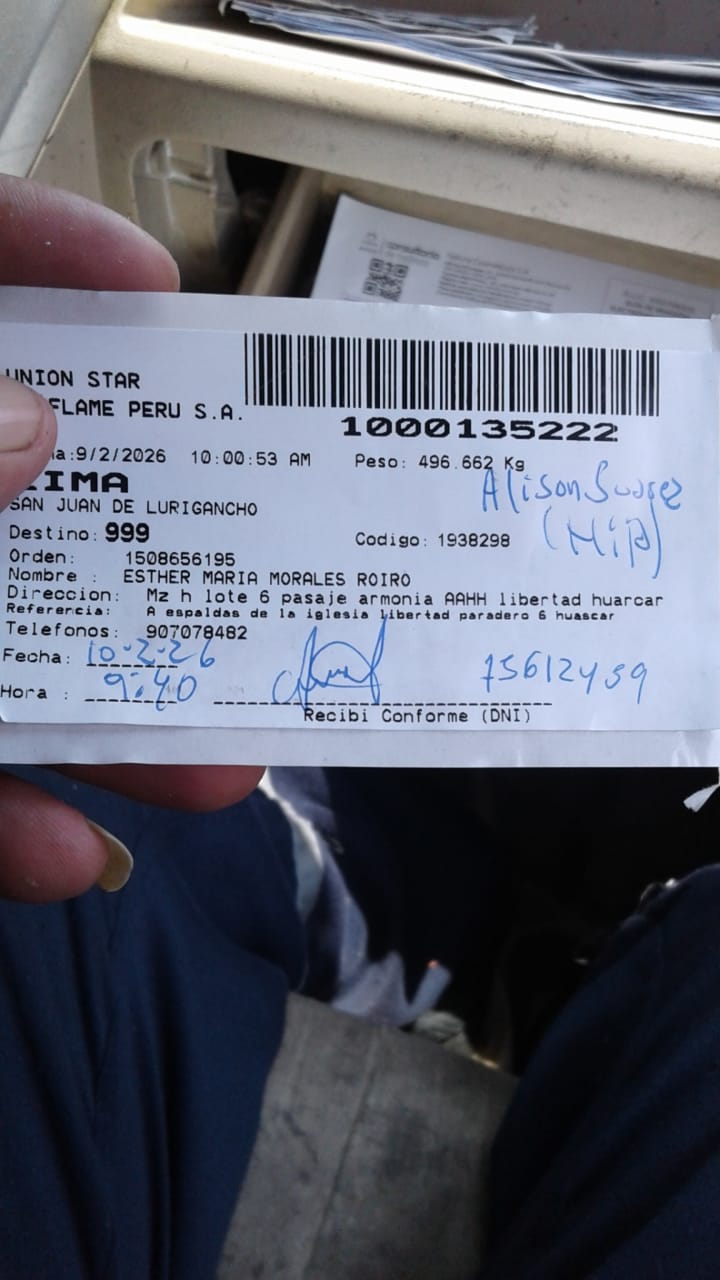 UNION STAR
FLAME PERU S.A.
1000135222
a:9/2/2026 10:00:53 AM Peso: 496.662 Kg
LIMA
SAN JUAN DE LURIGANCHO
Alison Suarez
Destino: 999 Codigo: 1938298
Orden: 1508656195
Nombre : ESTHER MARIA MORALES ROIRO
Direccion: Mz h lote 6 pasaje armonia AAHH libertad huarcar
Referencia: A espaldas de la iglesia libertad paradero 6 huascar
Telefonos: 907078482
Fecha: 10-2-26
Hora : 9:40 75612459
Recibi Conforme (DNI)